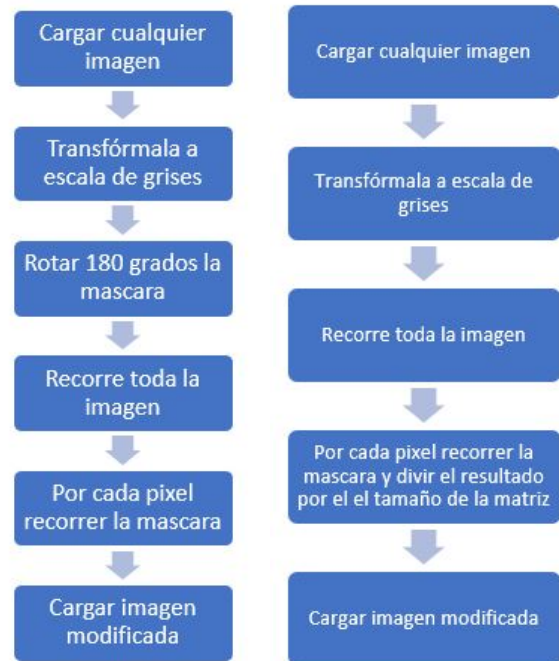 Cargar cualquier
imagen
Transfórmala a
escala de grises
Rotar 180 grados la
mascara
Recorre toda la
imagen
Por cada pixel
recorrer la mascara
Cargar imagen
modificada
Cargar cualquier imagen
Transfórmala a escala de
grises
Recorre toda la imagen
Por cada pixel recorrer la
mascara y divir el resultado
por el el tamaño de la matriz
Cargar imagen modificada